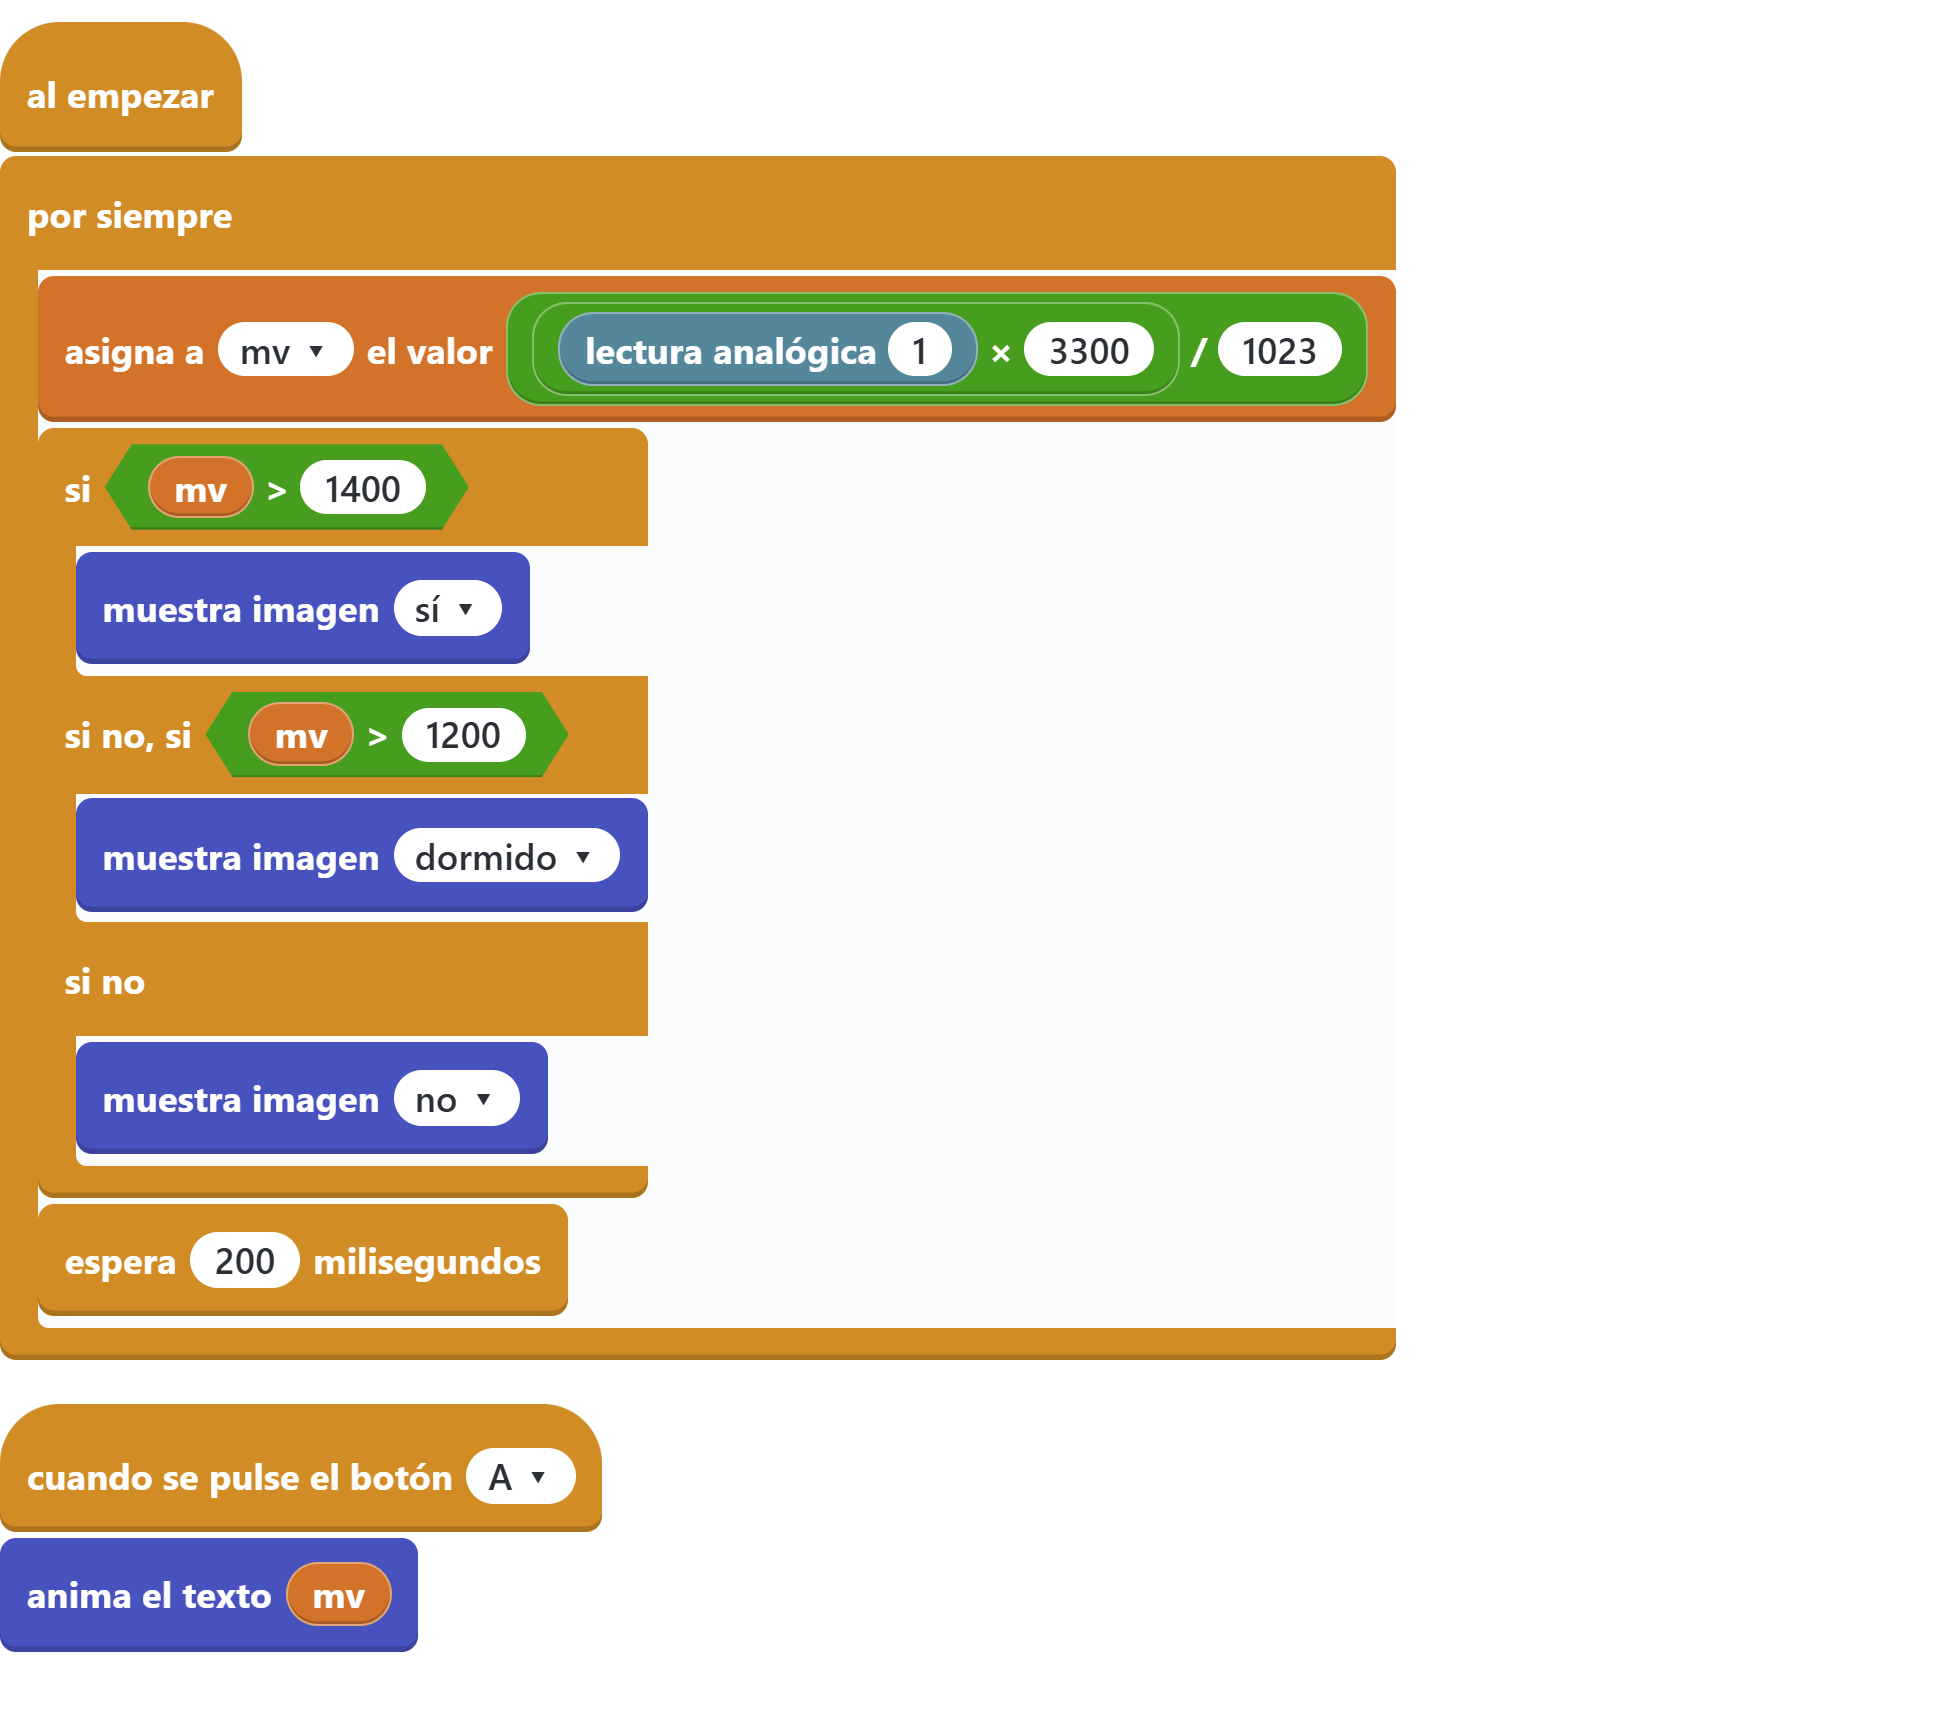 al empezar
por siempre
asigna a mv ▼ el valor lectura analógica 1 × 3300 / 1023
si mv > 1400
muestra imagen sí ▼
si no, si mv > 1200
muestra imagen dormido ▼
si no
muestra imagen no ▼
espera 200 milisegundos
cuando se pulse el botón A ▼
anima el texto mv